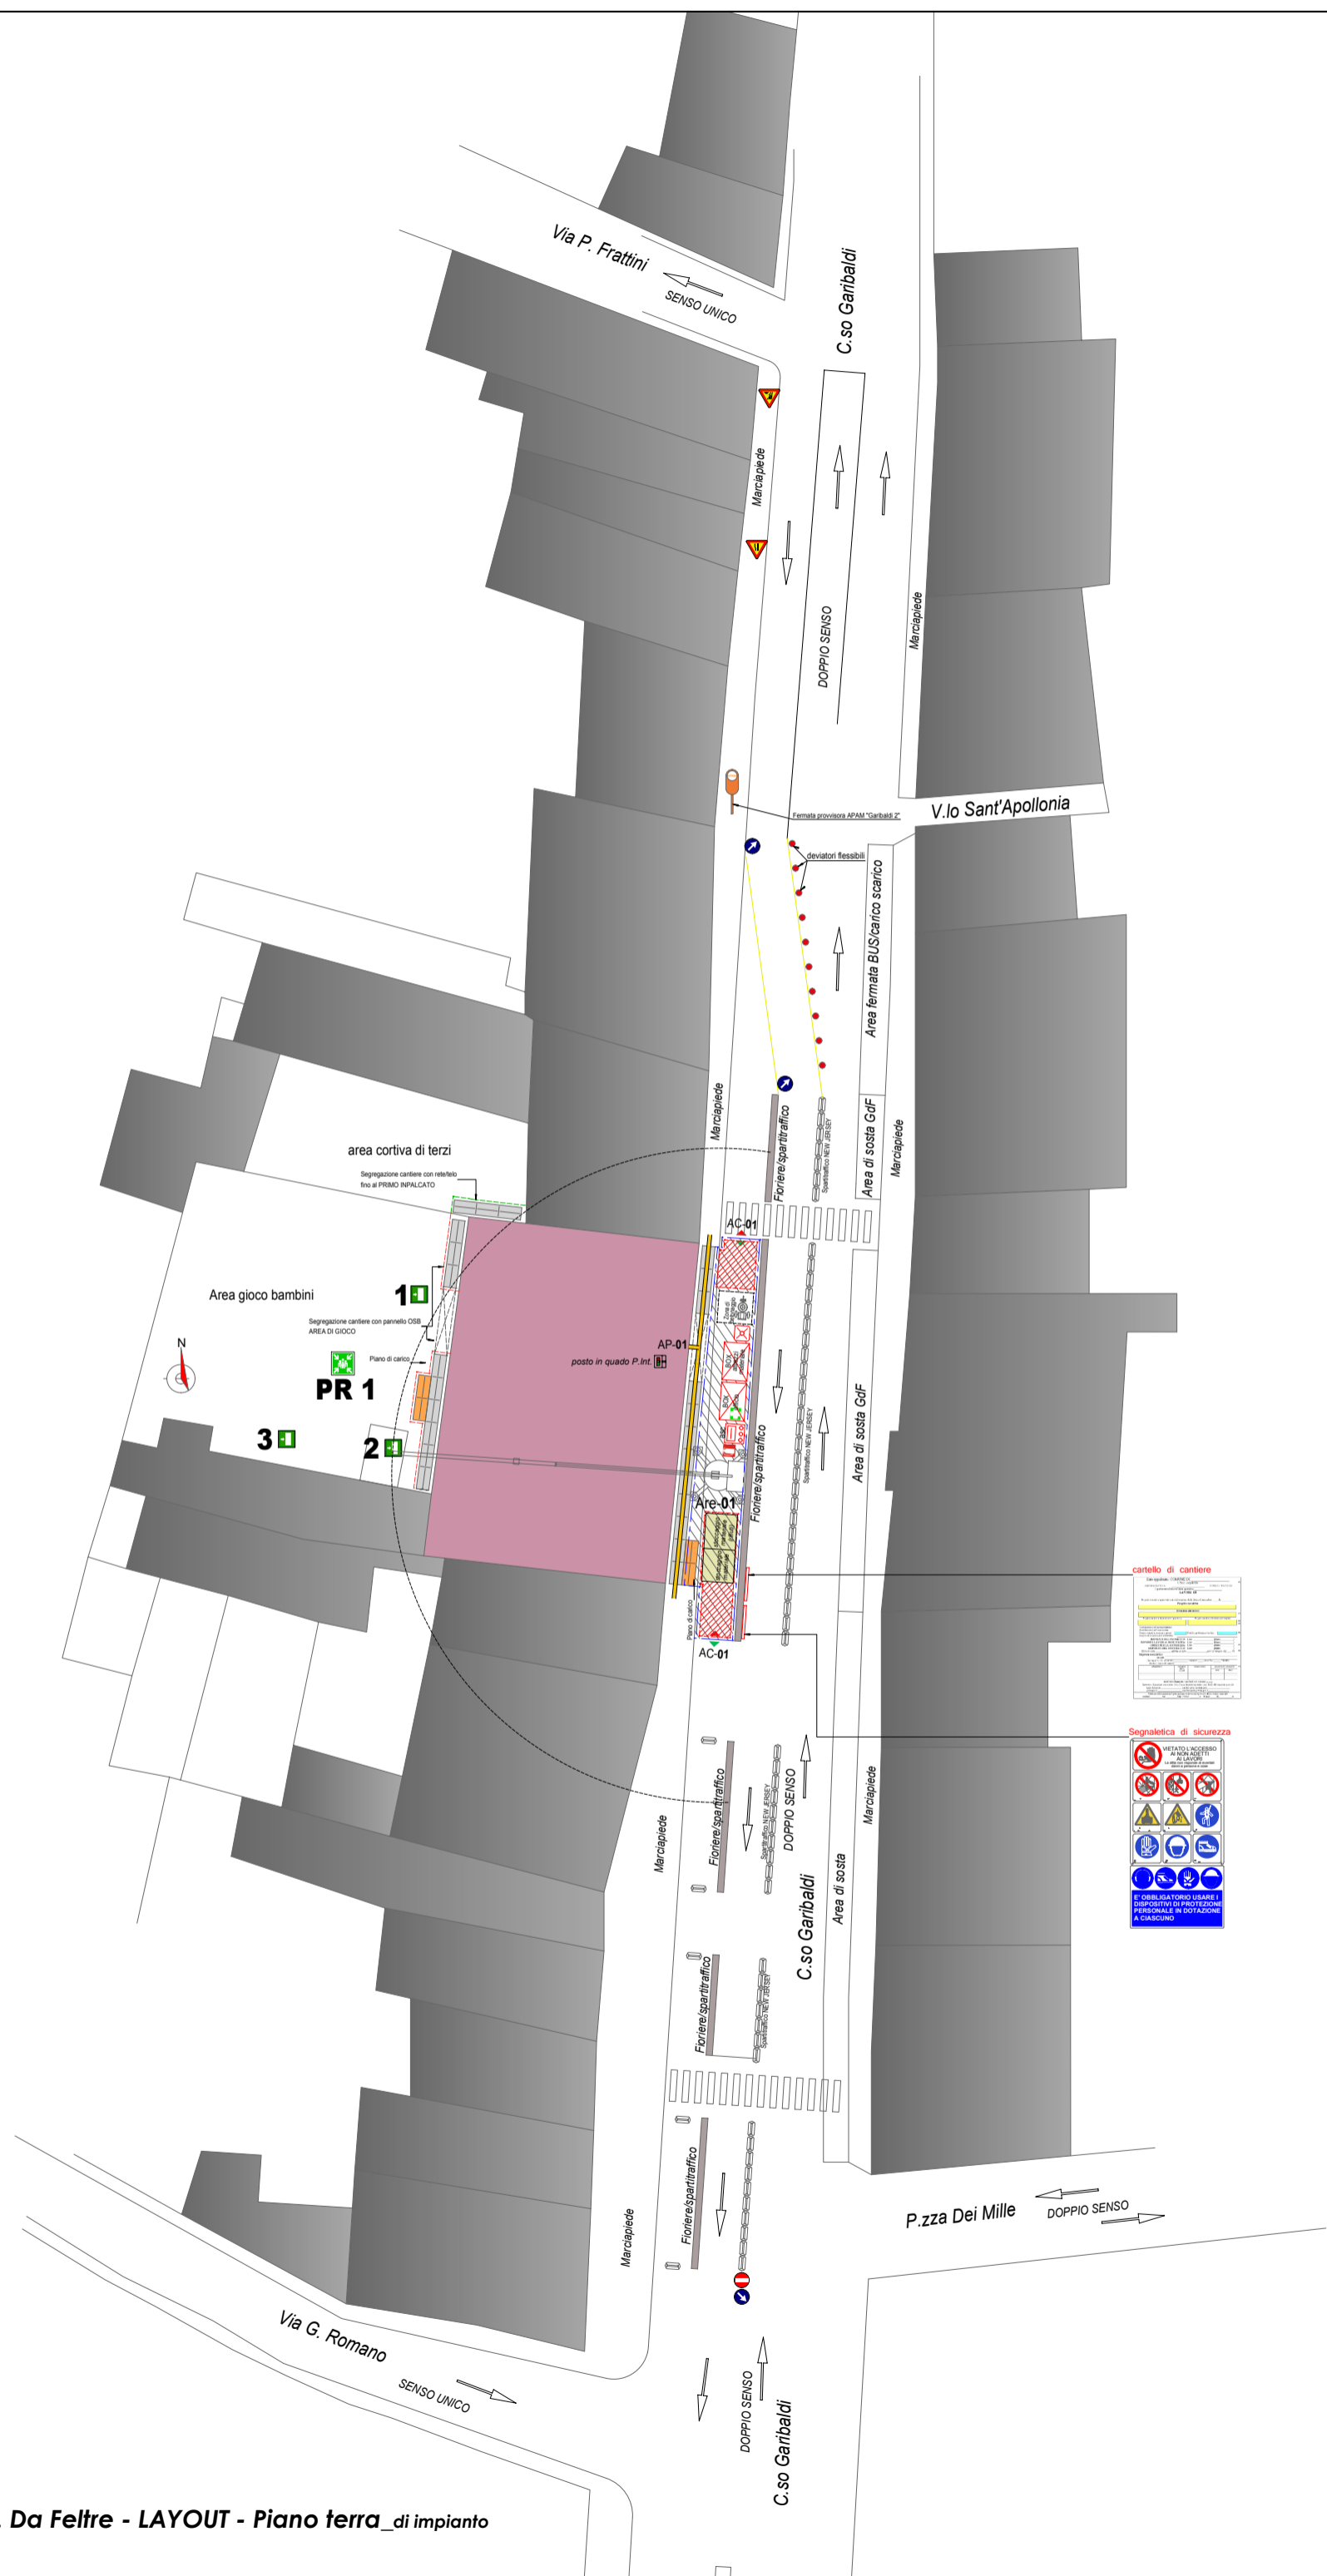 Via P. Frattini
SENSO UNICO
C.so Garibaldi
Marciapiede
DOPPIO SENSO
Marciapiede
V.lo Sant'Apollonia
Fermata provvisoria APAM "Garibaldi 2"
deviatori flessibili
Area fermata BUS/carico scarico
Marciapiede
Fioriere/spartitraffico
Spartitraffico NEW JERSEY
Area di sosta GdF
Marciapiede
area cortiva di terzi
Segregazione cantiere con rete/telo
fino al PRIMO INPALCATO
AC-01
Area gioco bambini
1
Segregazione cantiere con pannello OSB
AREA DI GIOCO
N
Piano di carico
PR 1
AP-01
posto in quado P.Int.
BOX
BOX
3
2
Are-01
Fioriere/spartitraffico
Spartitraffico NEW JERSEY
Area di sosta GdF
Piano di carico
AC-01
cartello di cantiere
Segnaletica di sicurezza
VIETATO L'ACCESSO
AI NON ADETTI
AI LAVORI
E' OBBLIGATORIO USARE I
DISPOSITIVI DI PROTEZIONE
PERSONALE IN DOTAZIONE
A CIASCUNO
Marciapiede
Fioriere/spartitraffico
Spartitraffico NEW JERSEY
DOPPIO SENSO
C.so Garibaldi
Area di sosta
Marciapiede
Fioriere/spartitraffico
Spartitraffico NEW JERSEY
Fioriere/spartitraffico
Marciapiede
P.zza Dei Mille
DOPPIO SENSO
Via G. Romano
SENSO UNICO
DOPPIO SENSO
C.so Garibaldi
. Da Feltre - LAYOUT - Piano terra_di impianto